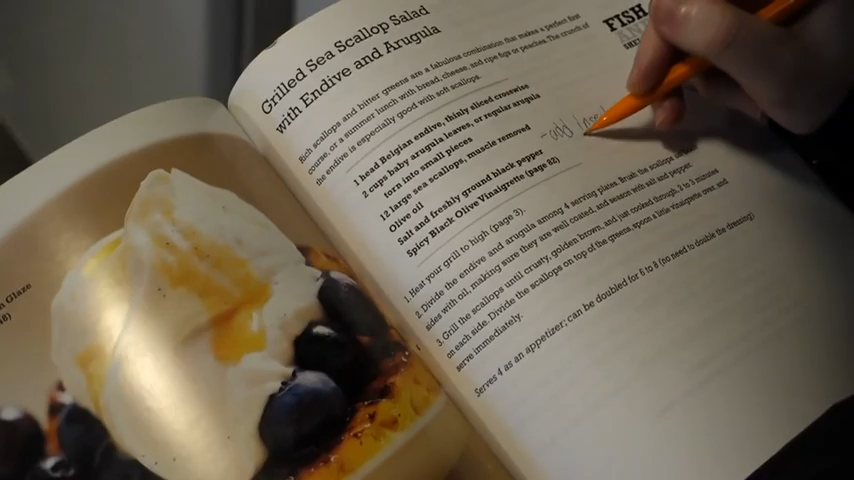 Grilled Sea Scallop Salad
with Endive and Arugula
Rich scallops and bitter greens are a fabulous combination that makes a perfect first
course, or a summer lunch with bread, cheese, and ripe figs or peaches. The crunch of
the endive is especially good with soft scallops.
1 head Belgian endive, thinly sliced crosswise
2 cups baby arugula leaves, or regular arugula
torn into small pieces
12 large sea scallops, muscle removed
Olive oil
Salt and freshly ground black pepper
Spicy Black Olive Vinaigrette (page 82)
1. Heat your grill to high (page 3).
2. Divide the endive and arugula among 4 serving plates. Brush the scallops
sides with oil, making sure they are well coated, and season with salt and pepper.
3. Grill the scallops until crusty, golden brown, and just cooked through, 2 to 3 minutes
on each side. Divide the scallops on top of the greens, spoon a little vinaigrette over, and
serve immediately.
Serves 4 as an appetizer; can be doubled for 6 to 8 (no need to double the dressing)
FISH
AND
SHEL
- add
Glaze